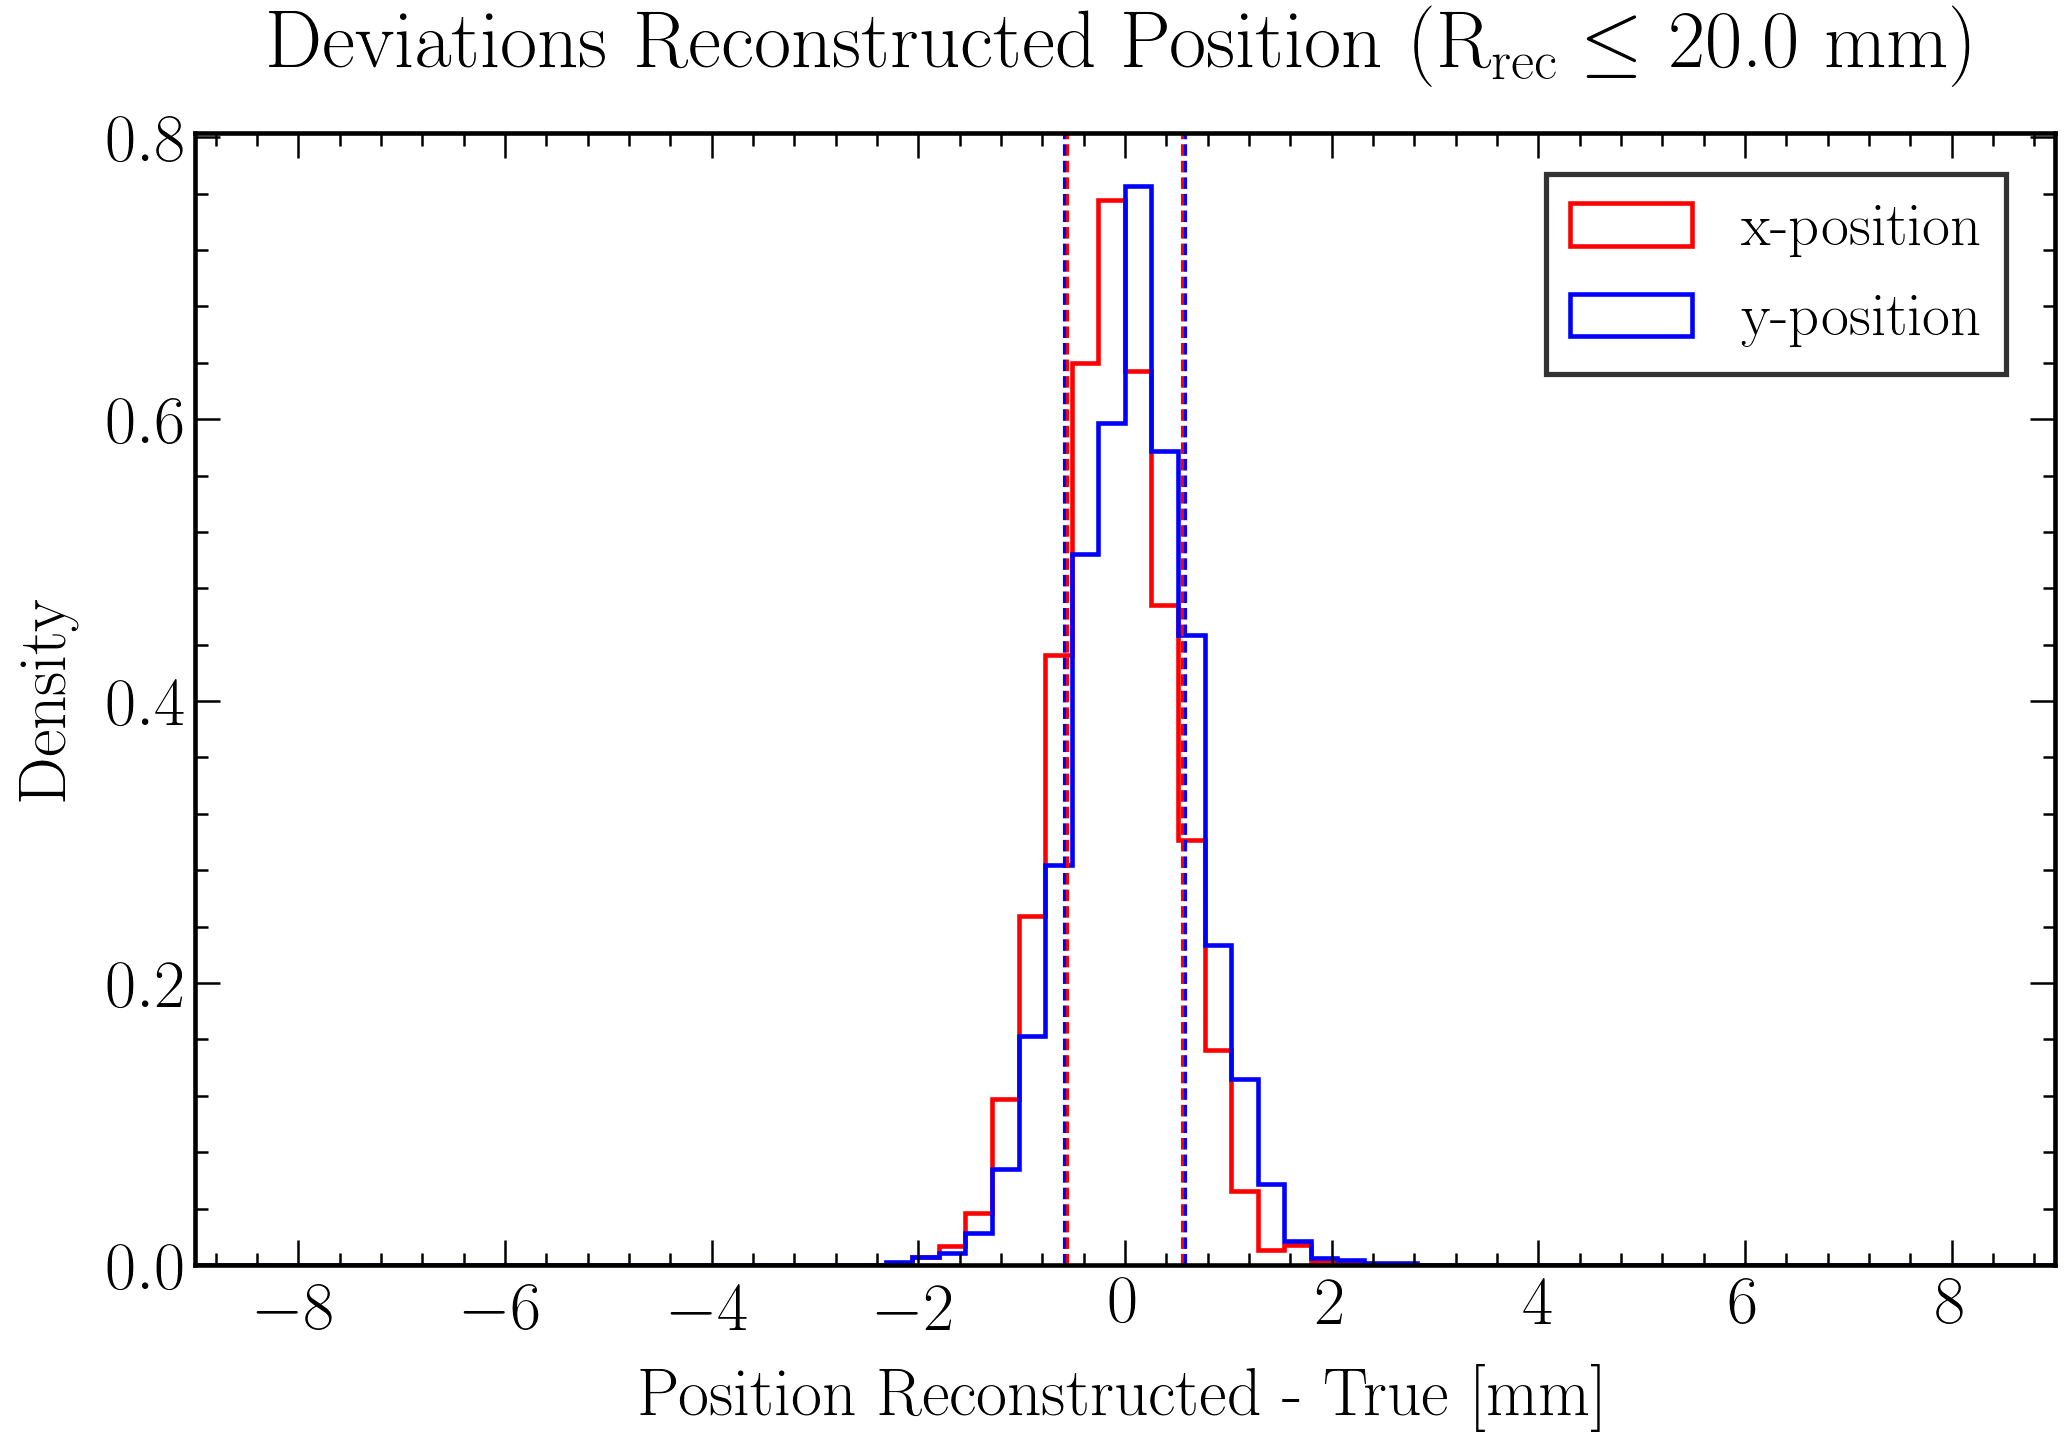 Deviations Reconstructed Position (R_rec ≤ 20.0 mm)
0.8
x-position
y-position
0.6
0.4
0.2
0.0
Density
−8 −6 −4 −2 0 2 4 6 8
Position Reconstructed - True [mm]